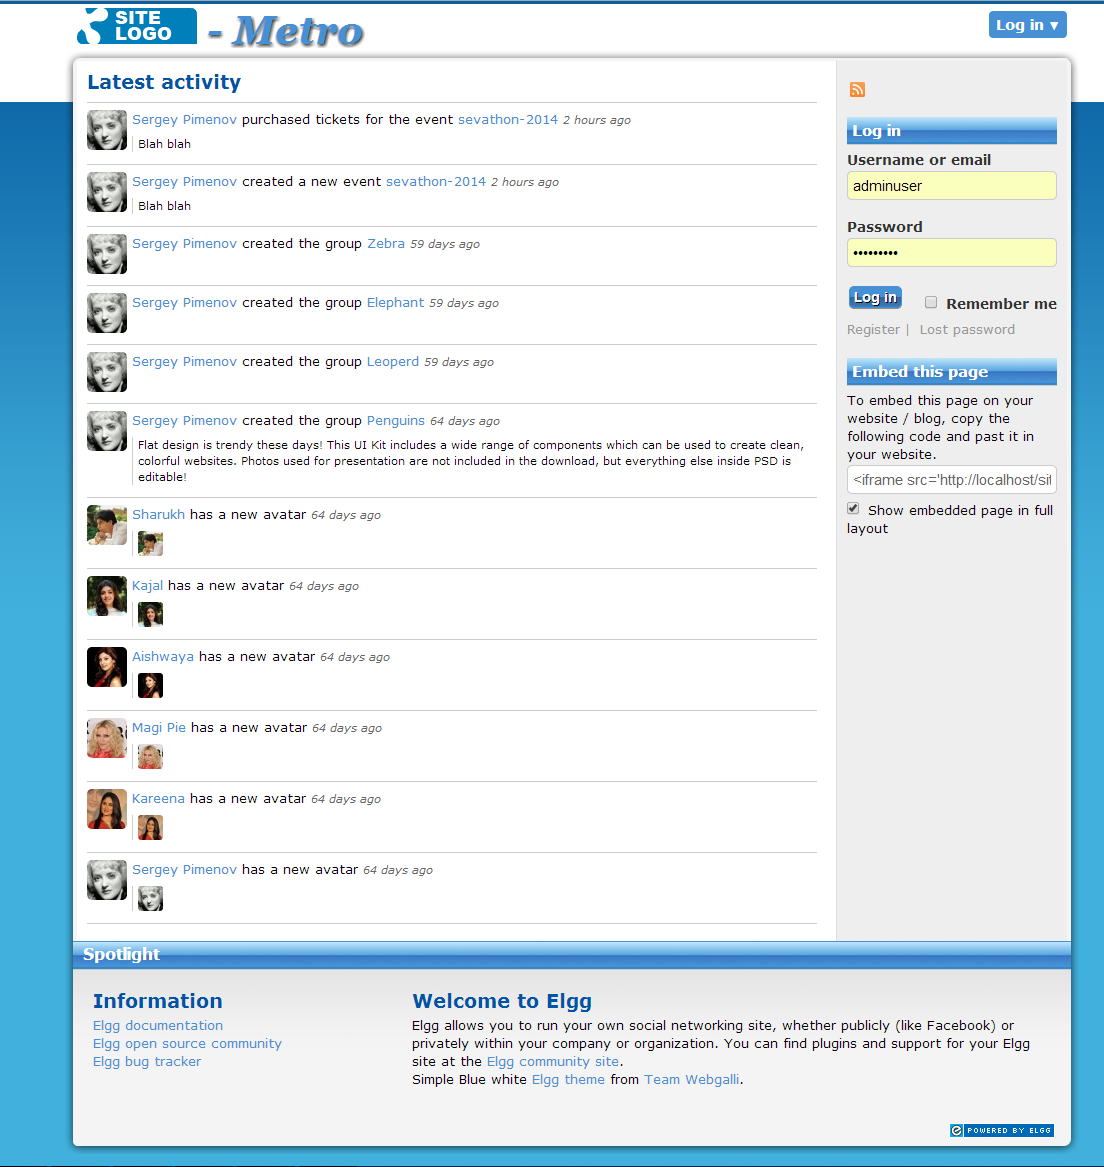 SITE
LOGO
- Metro
Log in ▼
Latest activity
Sergey Pimenov purchased tickets for the event sevathon-2014 2 hours ago
Blah blah
Sergey Pimenov created a new event sevathon-2014 2 hours ago
Blah blah
Sergey Pimenov created the group Zebra 59 days ago
Sergey Pimenov created the group Elephant 59 days ago
Sergey Pimenov created the group Leoperd 59 days ago
Sergey Pimenov created the group Penguins 64 days ago
Flat design is trendy these days! This UI Kit includes a wide range of components which can be used to create clean,
colorful websites. Photos used for presentation are not included in the download, but everything else inside PSD is
editable!
Sharukh has a new avatar 64 days ago
Kajal has a new avatar 64 days ago
Aishwaya has a new avatar 64 days ago
Magi Pie has a new avatar 64 days ago
Kareena has a new avatar 64 days ago
Sergey Pimenov has a new avatar 64 days ago
Log in
Username or email
adminuser
Password
•••••••••
Log in
Remember me
Register | Lost password
Embed this page
To embed this page on your
website / blog, copy the
following code and past it in
your website.
<iframe src='http://localhost/sit
Show embedded page in full
layout
Spotlight
Information
Elgg documentation
Elgg open source community
Elgg bug tracker
Welcome to Elgg
Elgg allows you to run your own social networking site, whether publicly (like Facebook) or
privately within your company or organization. You can find plugins and support for your Elgg
site at the Elgg community site.
Simple Blue white Elgg theme from Team Webgalli.
POWERED BY ELGG